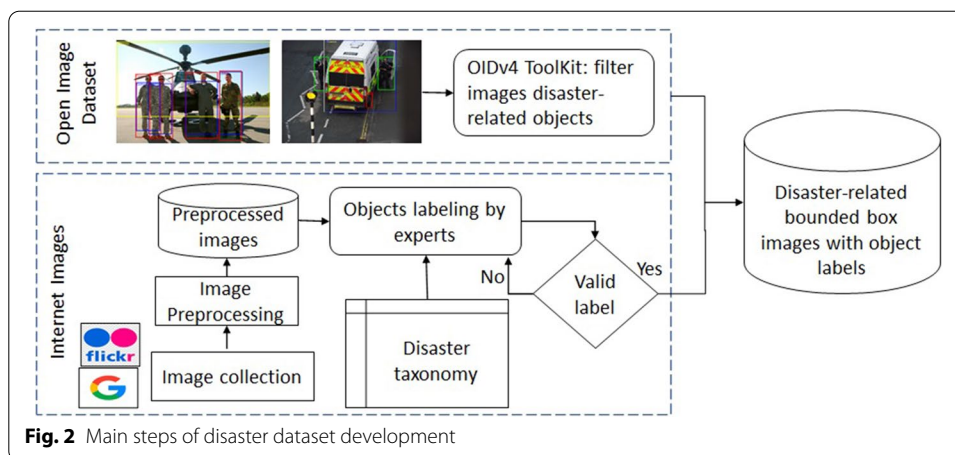 Open Image
Dataset
OIDv4 ToolKit: filter
images disaster-
related objects
Internet Images
flickr
G
Image collection
Image
Preprocessing
Preprocessed
images
Objects labeling by
experts
Disaster
taxonomy
Valid
label
No
Yes
Disaster-related
bounded box
images with object
labels
Fig. 2 Main steps of disaster dataset development